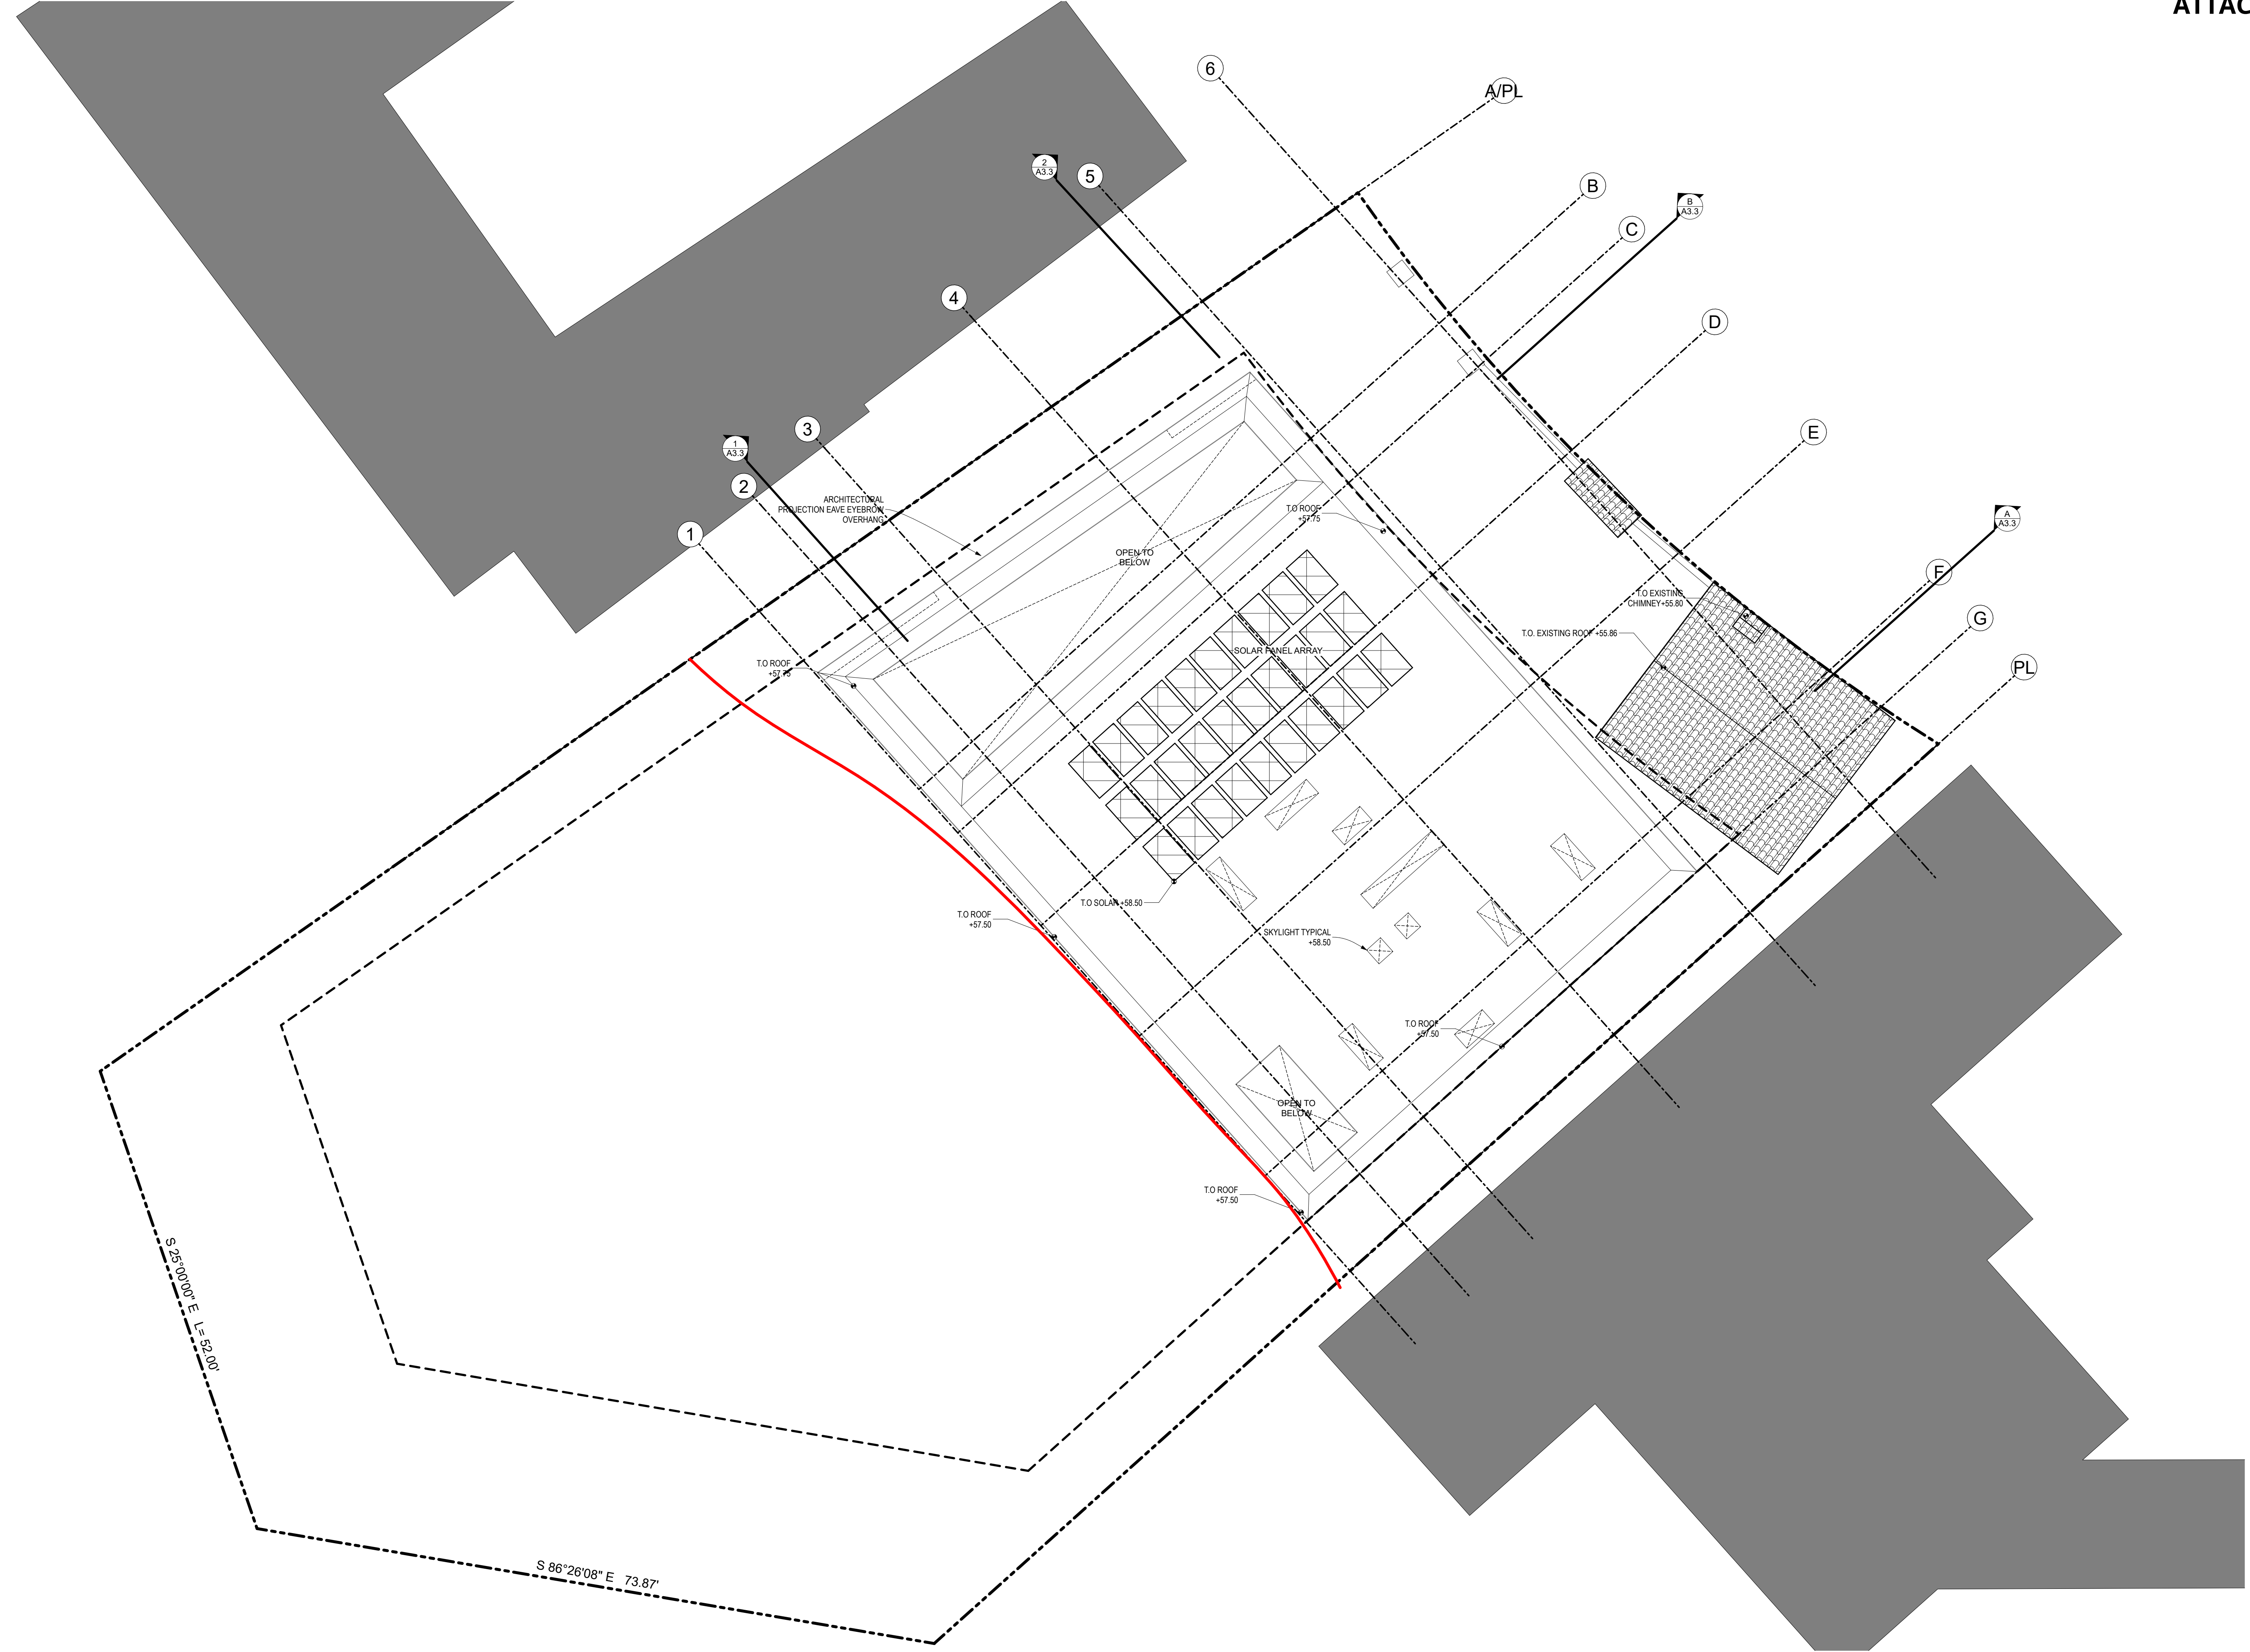 ATTAC
6
A/PL
2
A3.3
5
B
B
A3.3
C
4
D
3
E
1
A3.3
2
ARCHITECTURAL
PROJECTION EAVE EYEBROW
OVERHANG
T.O ROOF
+57.75
A
A3.3
1
OPEN TO
BELOW
F
T.O EXISTING
CHIMNEY+55.80
G
T.O. EXISTING ROOF +55.86
SOLAR PANEL ARRAY
T.O ROOF
+57.75
PL
T.O SOLAR +58.50
T.O ROOF
+57.50
SKYLIGHT TYPICAL
+58.50
T.O ROOF
+57.50
OPEN TO
BELOW
T.O ROOF
+57.50
S 25°00'00" E L= 52.00'
S 86°26'08" E 73.87'